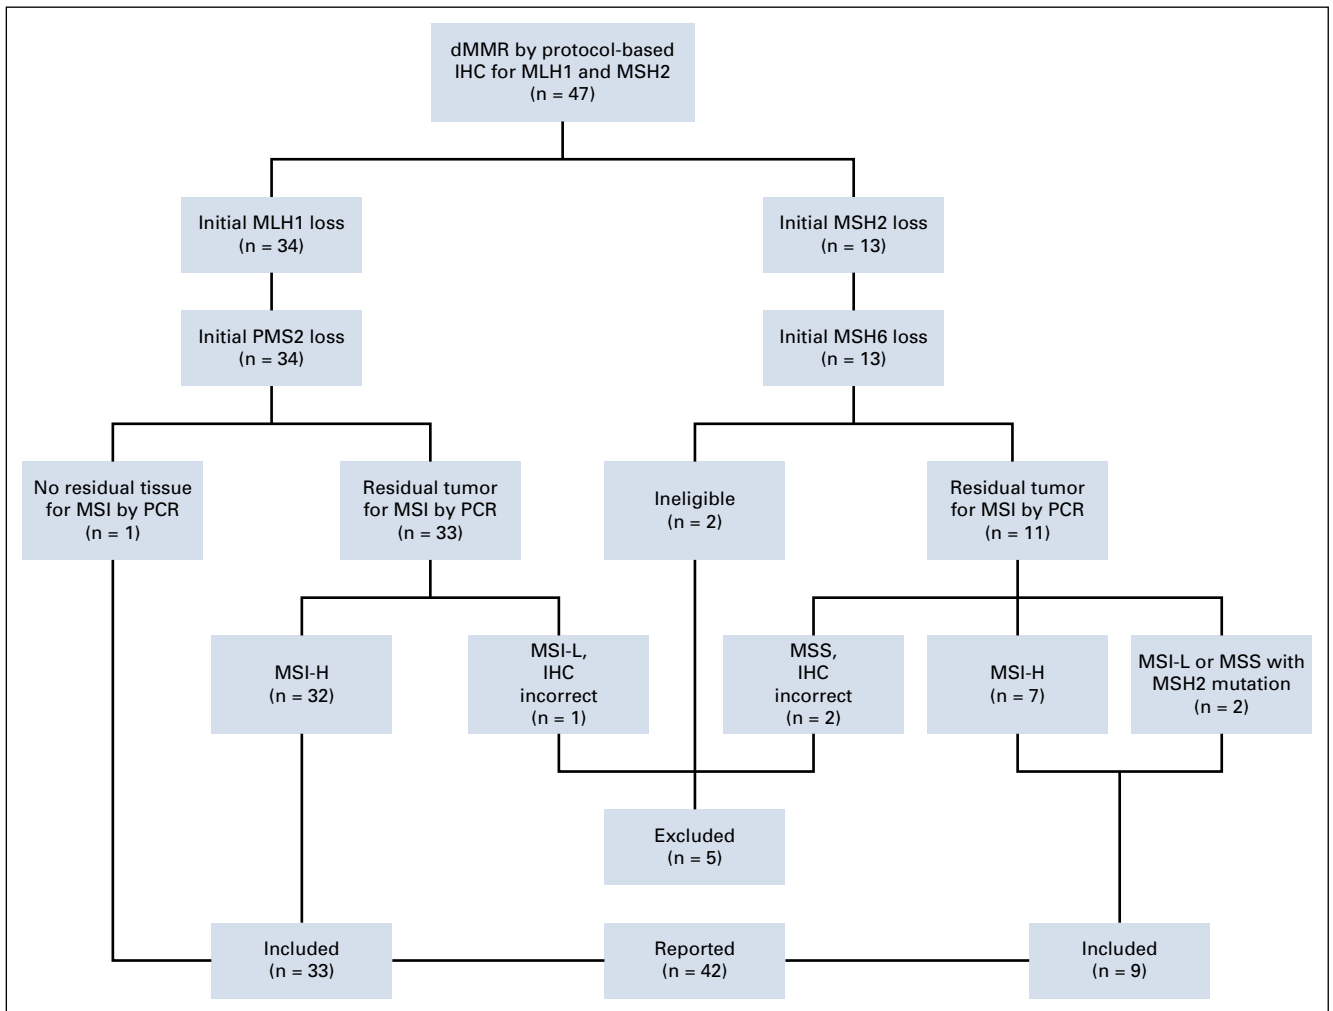 dMMR by protocol-based
IHC for MLH1 and MSH2
(n = 47)
Initial MLH1 loss
(n = 34)
Initial MSH2 loss
(n = 13)
Initial PMS2 loss
(n = 34)
Initial MSH6 loss
(n = 13)
No residual tissue
for MSI by PCR
(n = 1)
Residual tumor
for MSI by PCR
(n = 33)
Ineligible
(n = 2)
Residual tumor
for MSI by PCR
(n = 11)
MSI-H
(n = 32)
MSI-L,
IHC
incorrect
(n = 1)
MSS,
IHC
incorrect
(n = 2)
MSI-H
(n = 7)
MSI-L or MSS with
MSH2 mutation
(n = 2)
Excluded
(n = 5)
Included
(n = 33)
Reported
(n = 42)
Included
(n = 9)